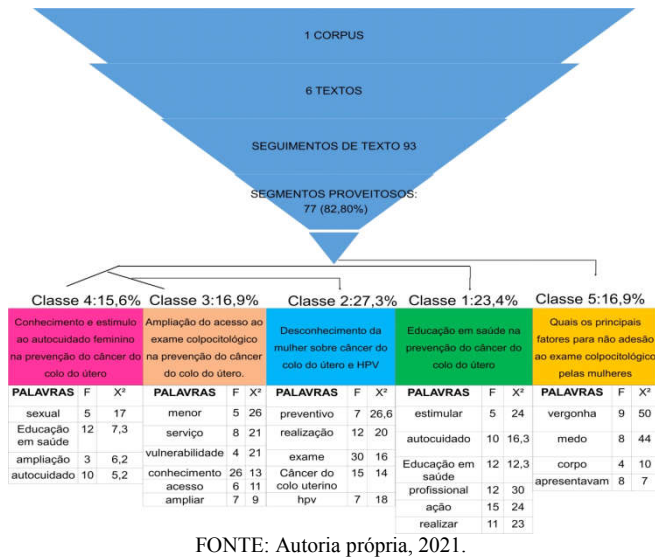 1 CORPUS
6 TEXTOS
SEGUIMENTOS DE TEXTO 93
SEGMENTOS PROVEITOSOS:
77 (82,80%)
Classe 4:15,6%
Conhecimento e estimulo
ao autocuidado feminino
na prevenção do câncer do
colo do útero
PALAVRAS F X²
sexual 5 17
Educação
em saúde 12 7,3
ampliação 3 6,2
autocuidado 10 5,2
Classe 3:16,9%
Ampliação do acesso ao
exame colpocitológico
na prevenção do câncer
do colo do útero.
PALAVRAS F X²
menor 5 26
serviço 8 21
vulnerabilidade 4 21
conhecimento 26 13
acesso 6 11
ampliar 7 9
Classe 2:27,3%
Desconhecimento da
mulher sobre câncer do
colo do útero e HPV
PALAVRAS F X²
preventivo 7 26,6
realização 12 20
exame 30 16
Câncer do
colo uterino 15 14
hpv 7 18
Classe 1:23,4%
Educação em saúde na
prevenção do câncer do
colo do útero
PALAVRAS F X²
estimular 5 24
autocuidado 10 16,3
Educação em
saúde 12 12,3
profissional 12 30
ação 15 24
realizar 11 23
Classe 5:16,9%
Quais os principais
fatores para não adesão
ao exame colpocitológico
pelas mulheres
PALAVRAS F X²
vergonha 9 50
medo 8 44
corpo 4 10
apresentavam 8 7
FONTE: Autoria própria, 2021.